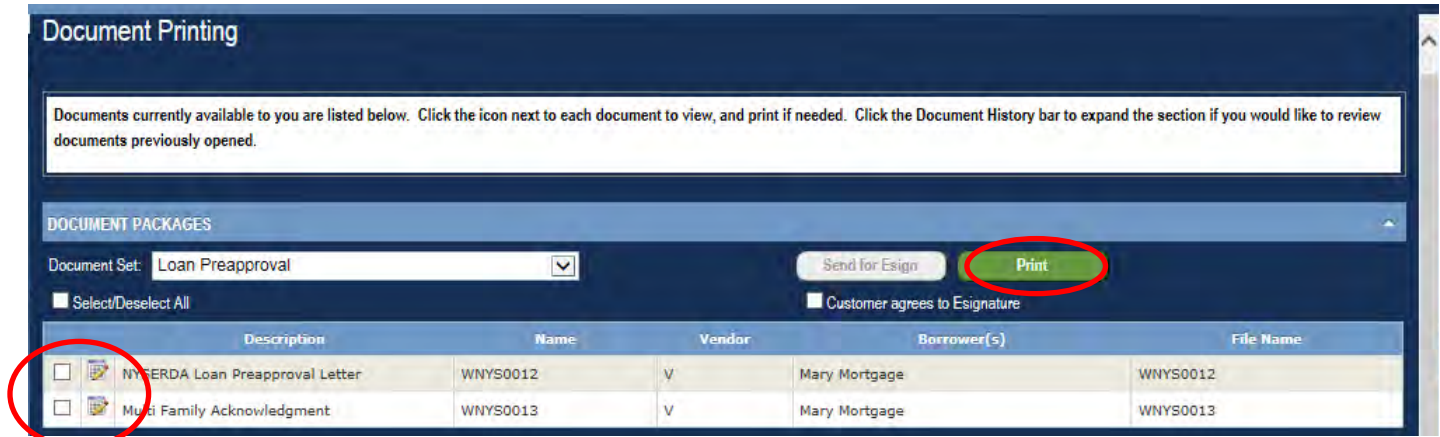 Document Printing
Documents currently available to you are listed below. Click the icon next to each document to view, and print if needed. Click the Document History bar to expand the section if you would like to review
documents previously opened.
DOCUMENT PACKAGES
Document Set: Loan Preapproval
Send for Esign Print
Select/Deselect All
Customer agrees to Esignature
Description Name Vendor Borrower(s) File Name
NYSERDA Loan Preapproval Letter WNYS0012 V Mary Mortgage WNYS0012
Multi Family Acknowledgment WNYS0013 V Mary Mortgage WNYS0013